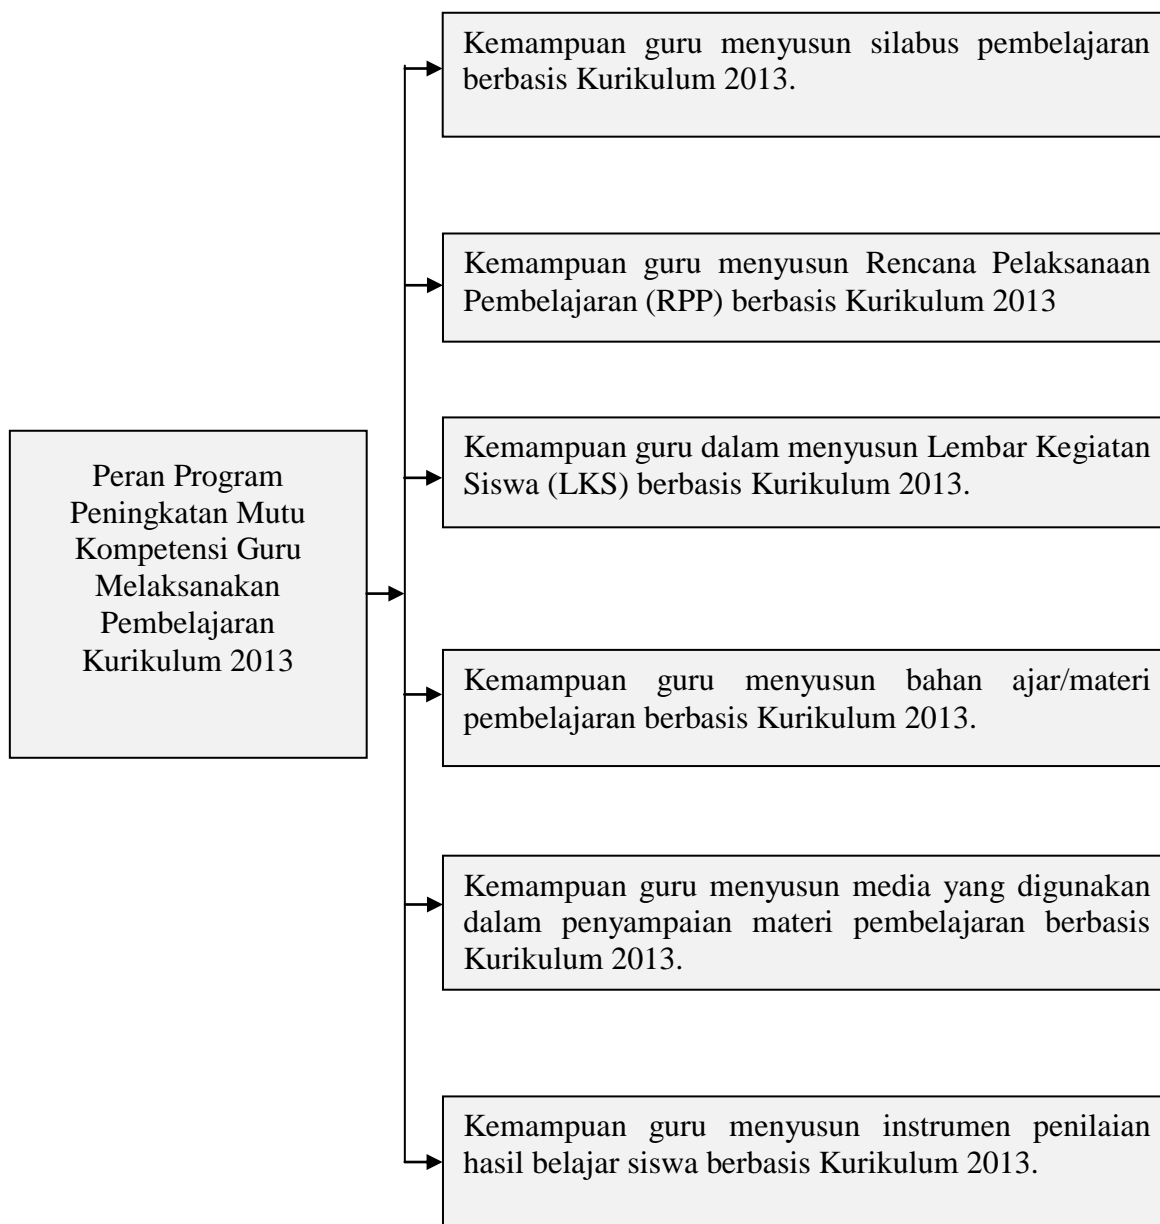 Kemampuan guru menyusun silabus pembelajaran
berbasis Kurikulum 2013.
Kemampuan guru menyusun Rencana Pelaksanaan
Pembelajaran (RPP) berbasis Kurikulum 2013
Kemampuan guru dalam menyusun Lembar Kegiatan
Siswa (LKS) berbasis Kurikulum 2013.
Peran Program
Peningkatan Mutu
Kompetensi Guru
Melaksanakan
Pembelajaran
Kurikulum 2013
Kemampuan guru menyusun bahan ajar/materi
pembelajaran berbasis Kurikulum 2013.
Kemampuan guru menyusun media yang digunakan
dalam penyampaian materi pembelajaran berbasis
Kurikulum 2013.
Kemampuan guru menyusun instrumen penilaian
hasil belajar siswa berbasis Kurikulum 2013.